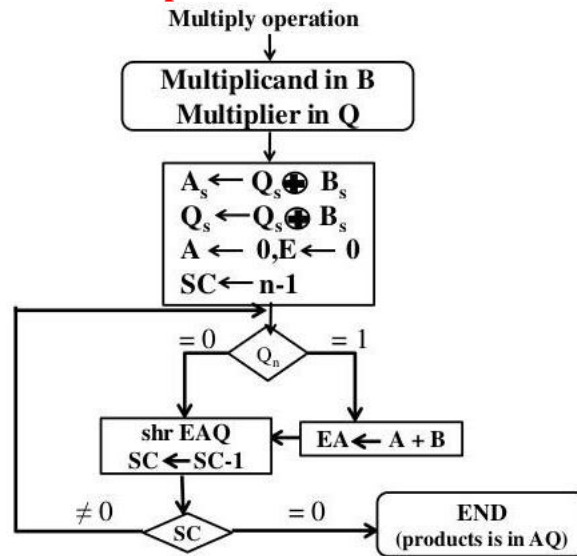 Multiply operation
Multiplicand in B
Multiplier in Q
Aₛ ← Qₛ ⊕ Bₛ
Qₛ ← Qₛ ⊕ Bₛ
A ← 0,E ← 0
SC ← n-1
= 0
= 1
Qₙ
shr EAQ
SC ← SC-1
EA ← A + B
≠ 0
SC
= 0
END
(products is in AQ)